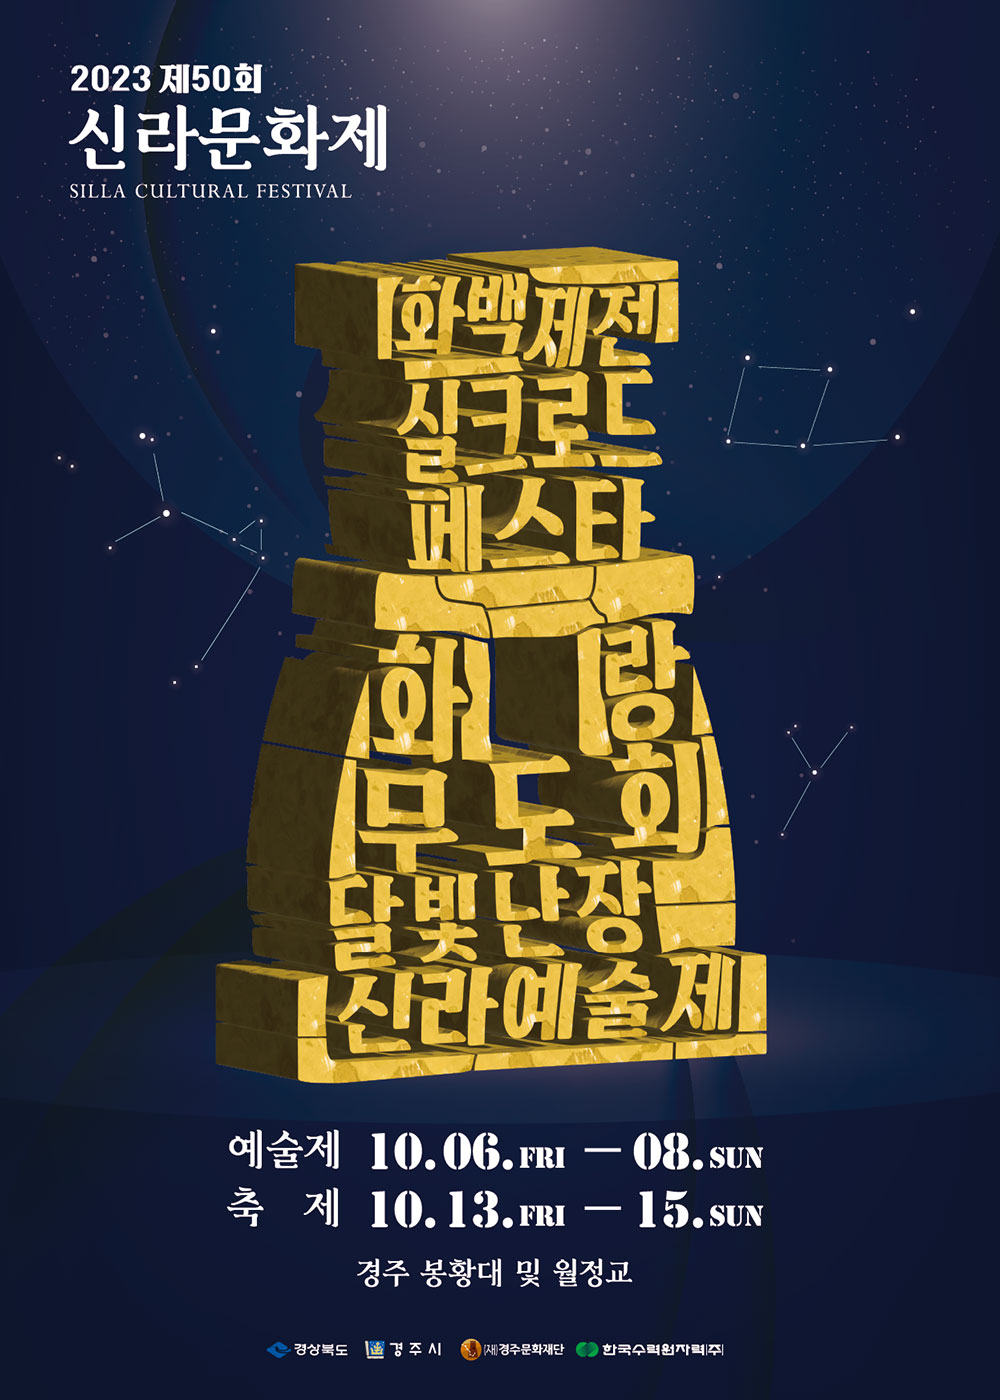 2023 제50회
신라문화제
SILLA CULTURAL FESTIVAL
화백제전
실크로드
페스타
화랑
무도회
달빛난장
신라예술제
예술제 10.06.FRI — 08.SUN
축 제 10.13.FRI — 15.SUN
경주 봉황대 및 월정교
경상북도 경주시 (재)경주문화재단 한국수력원자력(주)